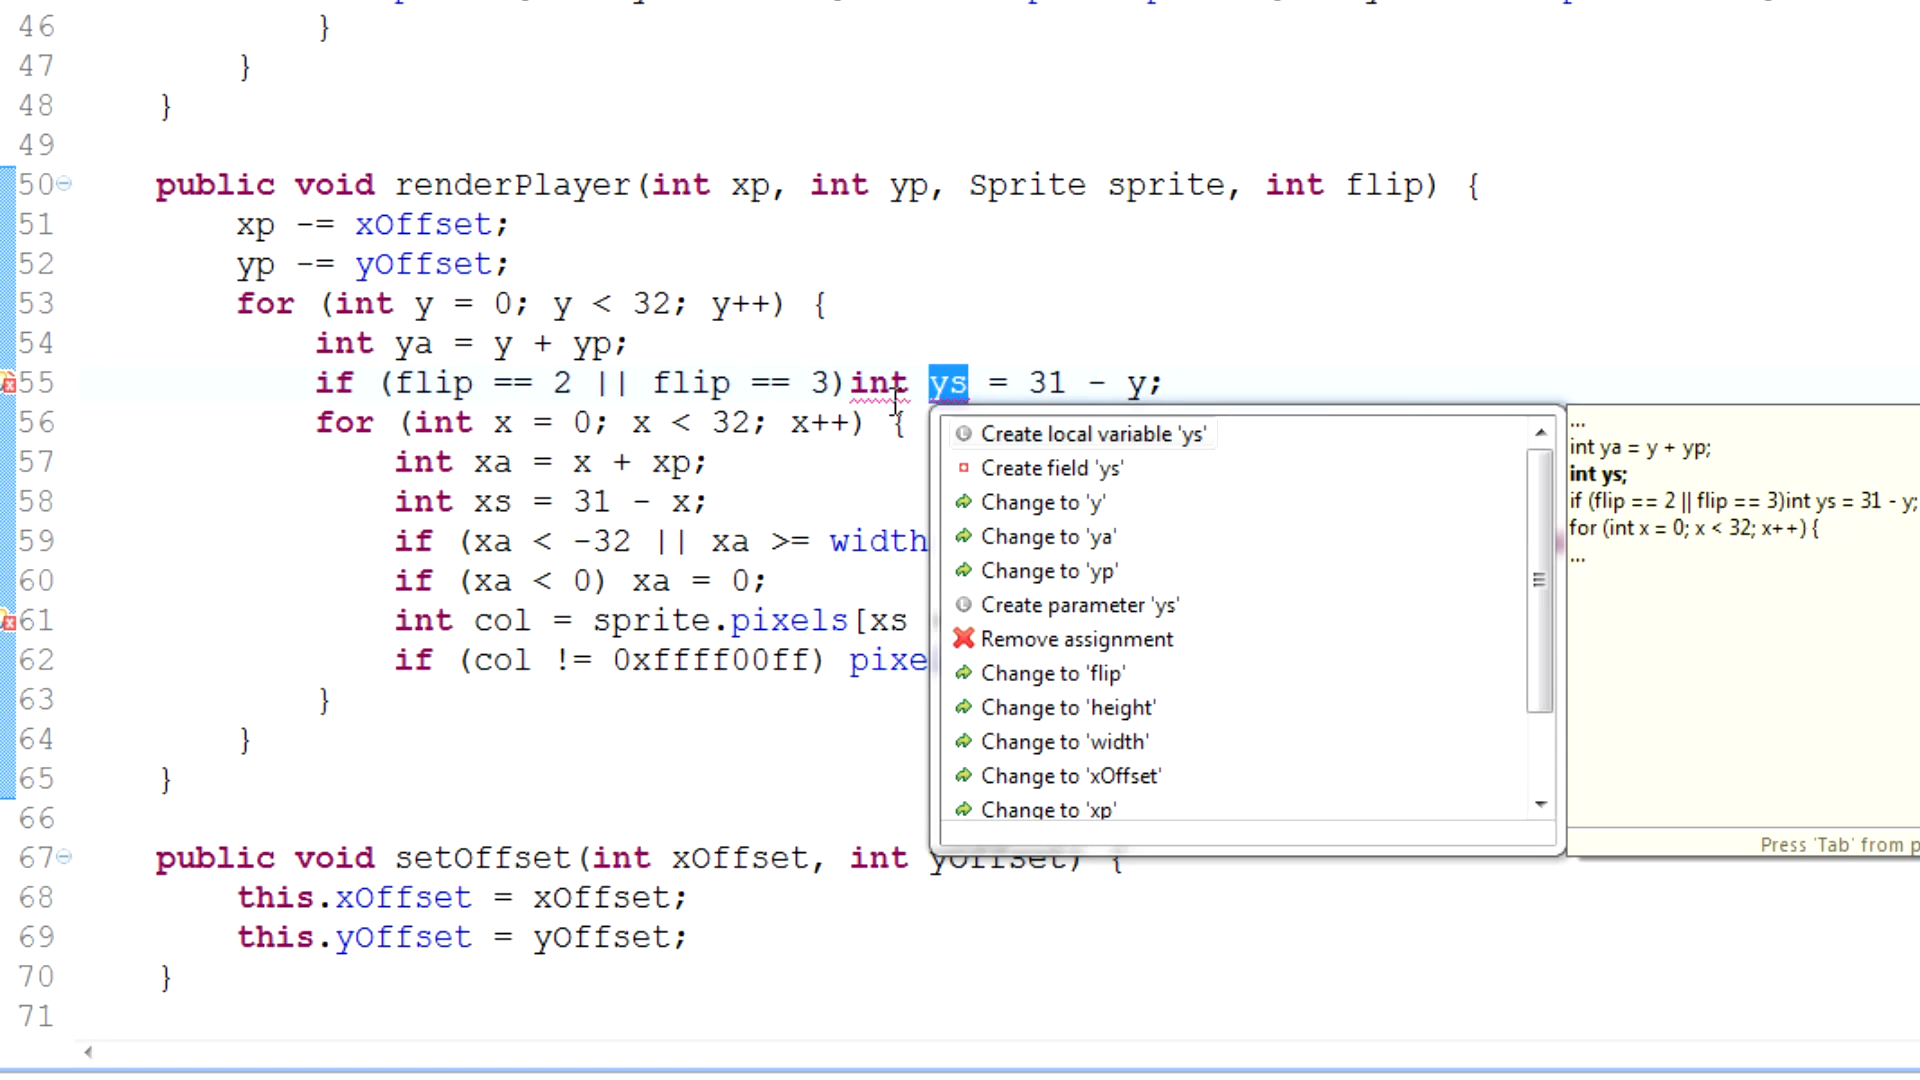 46 }
47 }
48 }
49
50 public void renderPlayer(int xp, int yp, Sprite sprite, int flip) {
51 xp -= xOffset;
52 yp -= yOffset;
53 for (int y = 0; y < 32; y++) {
54 int ya = y + yp;
55 if (flip == 2 || flip == 3)int ys = 31 - y;
56 for (int x = 0; x < 32; x++) {
57 int xa = x + xp;
58 int xs = 31 - x;
59 if (xa < -32 || xa >= width
60 if (xa < 0) xa = 0;
61 int col = sprite.pixels[xs
62 if (col != 0xffff00ff) pixe
63 }
64 }
65 }
66
67 public void setOffset(int xOffset, int yOffset) {
68 this.xOffset = xOffset;
69 this.yOffset = yOffset;
70 }
71
Create local variable 'ys'
Create field 'ys'
Change to 'y'
Change to 'ya'
Change to 'yp'
Create parameter 'ys'
Remove assignment
Change to 'flip'
Change to 'height'
Change to 'width'
Change to 'xOffset'
Change to 'xp'
...
int ya = y + yp;
int ys;
if (flip == 2 || flip == 3)int ys = 31 - y;
for (int x = 0; x < 32; x++) {
...
Press 'Tab' from p